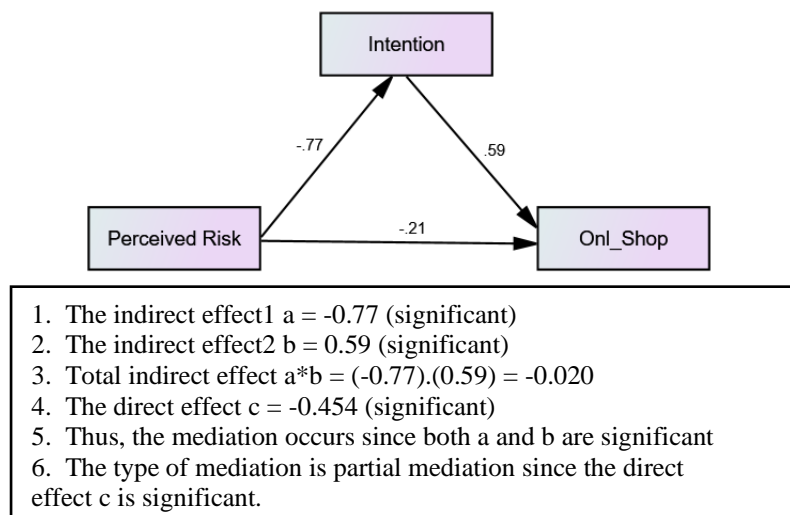 Intention
-.77
.59
Perceived Risk
-.21
Onl_Shop
1. The indirect effect1 a = -0.77 (significant)
2. The indirect effect2 b = 0.59 (significant)
3. Total indirect effect a*b = (-0.77).(0.59) = -0.020
4. The direct effect c = -0.454 (significant)
5. Thus, the mediation occurs since both a and b are significant
6. The type of mediation is partial mediation since the direct
effect c is significant.